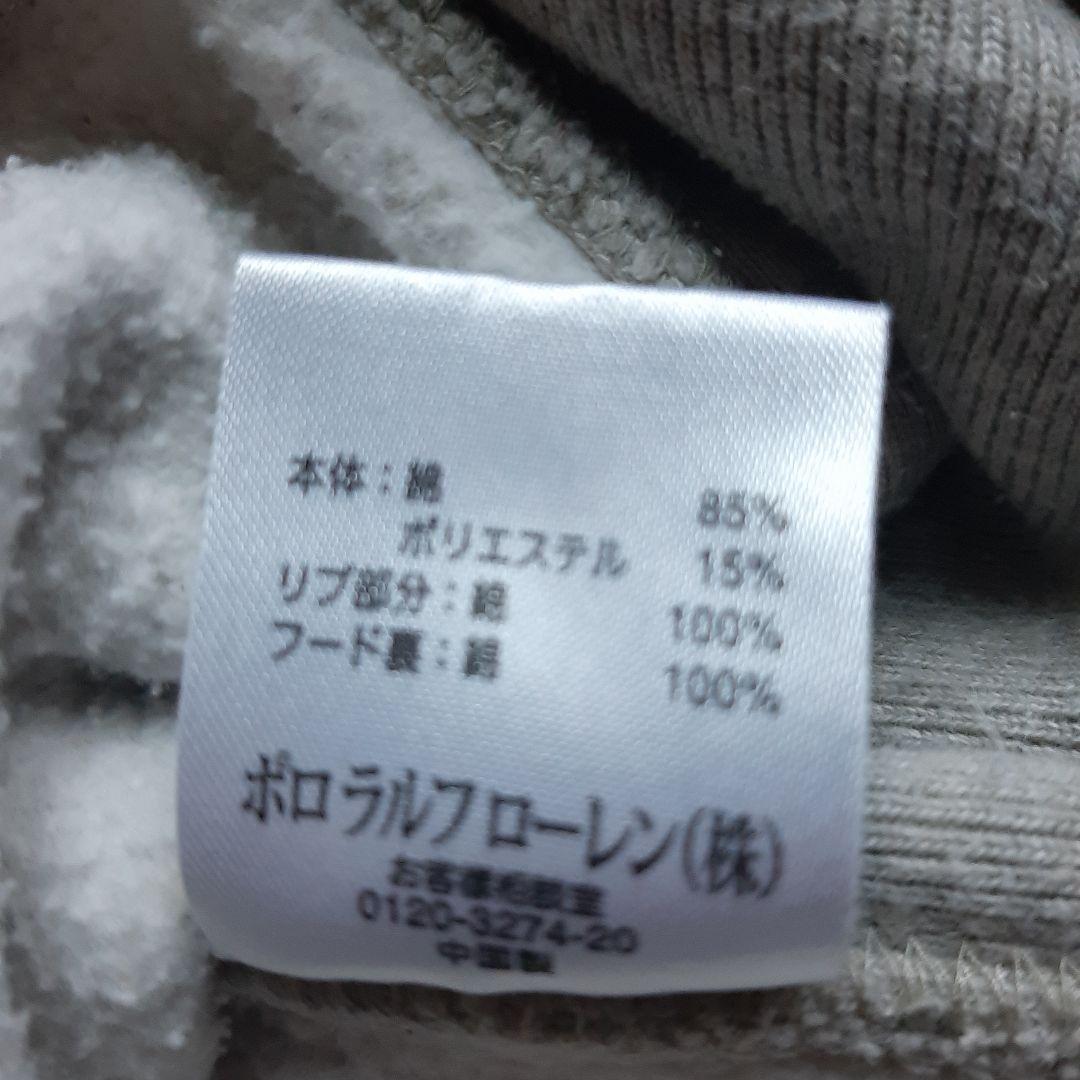 本体：綿 85%
ポリエステル 15%
リブ部分：綿 100%
フード裏：綿 100%
ポロ ラルフ ローレン(株)
お客様相談室
0120-3274-20
中国製